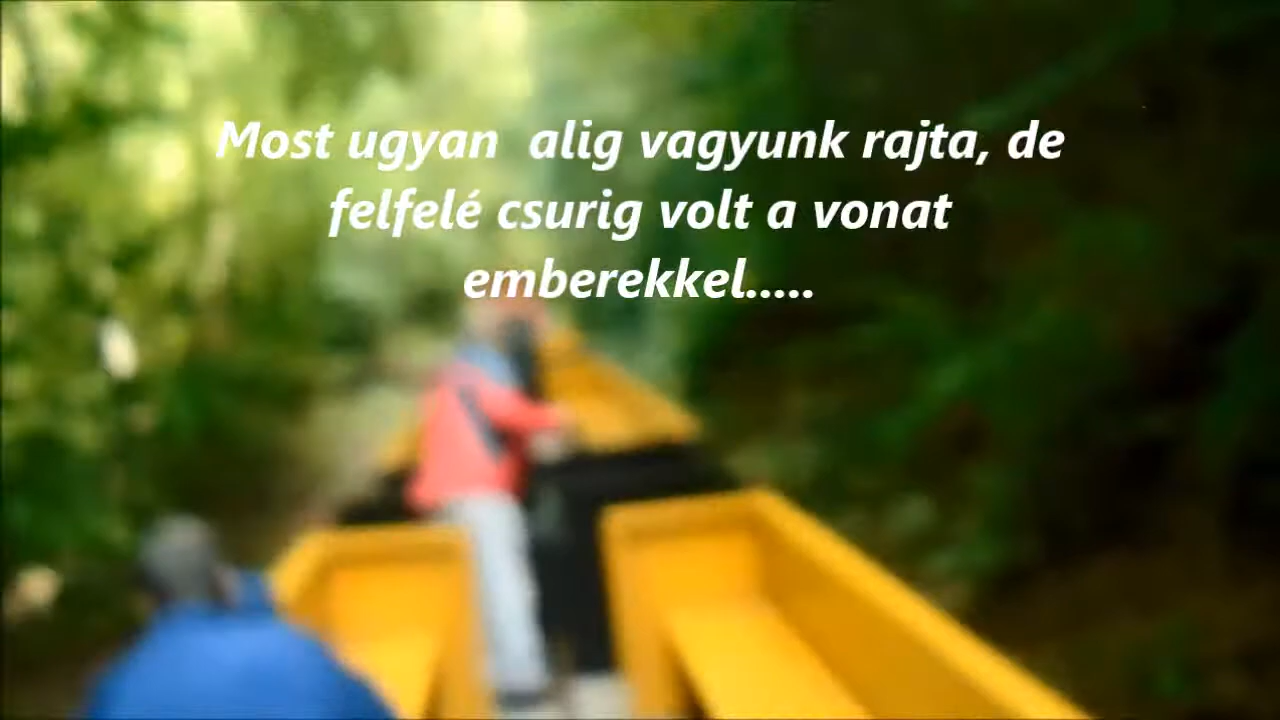 Most ugyan  alig vagyunk rajta, de
felfelé csurig volt a vonat
emberekkel.....